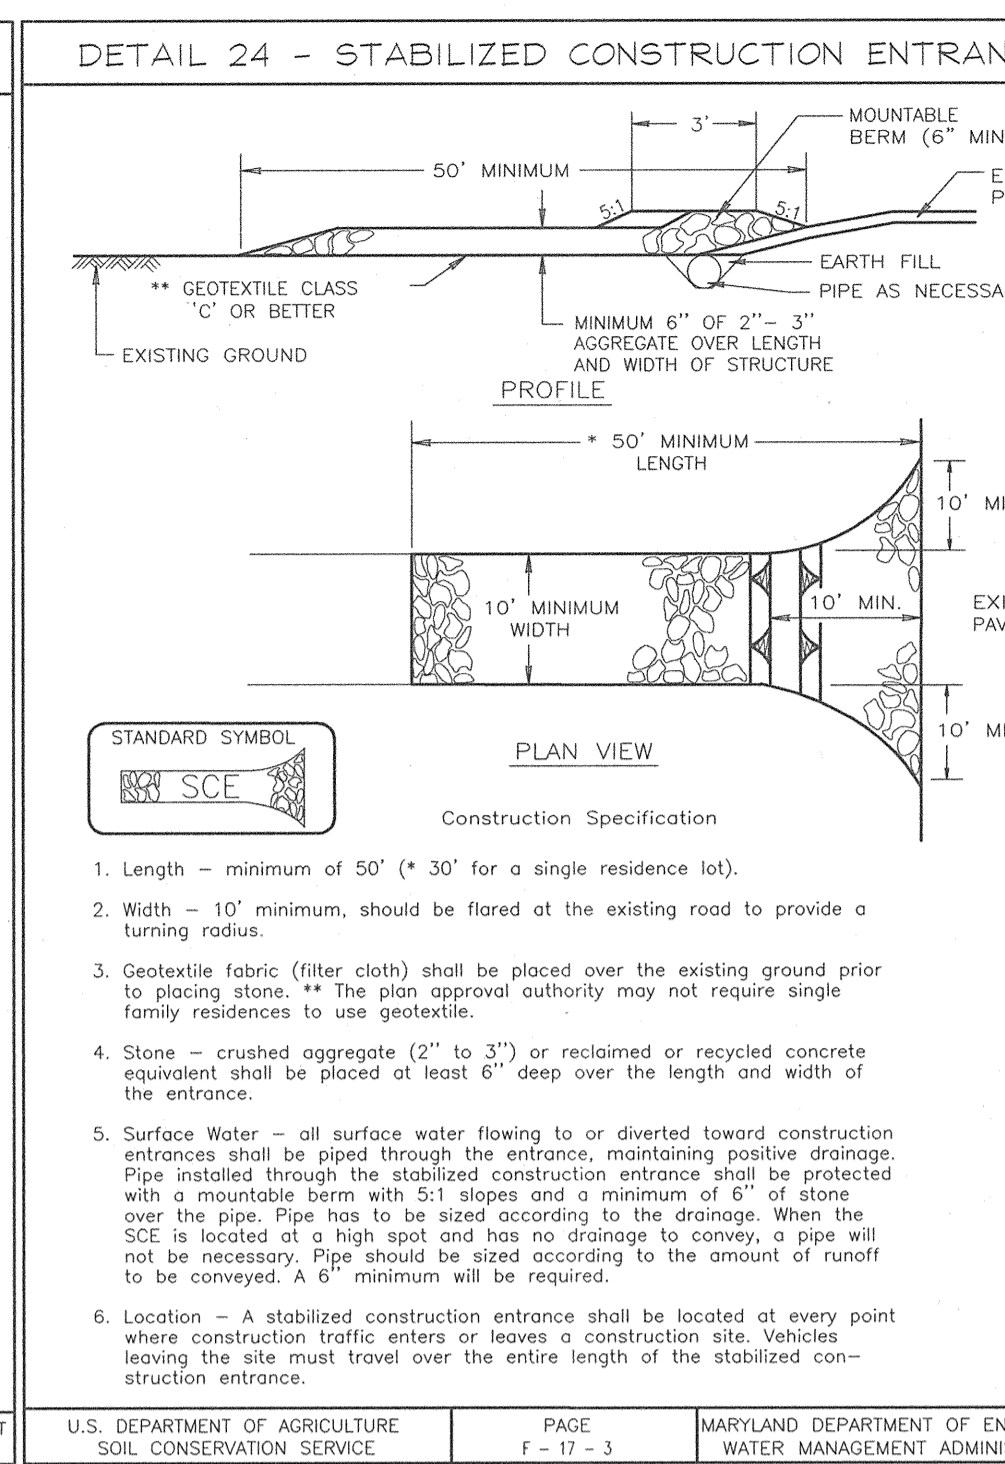 DETAIL 24 - STABILIZED CONSTRUCTION ENTRAN
3'
MOUNTABLE
BERM (6" MIN
50' MINIMUM
E
P
5:1
5:1
EARTH FILL
** GEOTEXTILE CLASS
'C' OR BETTER
PIPE AS NECESSA
MINIMUM 6" OF 2"- 3"
AGGREGATE OVER LENGTH
AND WIDTH OF STRUCTURE
EXISTING GROUND
PROFILE
* 50' MINIMUM
LENGTH
10' MI
10' MINIMUM
WIDTH
10' MIN.
EXI
PAV
10' MI
STANDARD SYMBOL
SCE
PLAN VIEW
Construction Specification
1. Length – minimum of 50' (* 30' for a single residence lot).
2. Width – 10' minimum, should be flared at the existing road to provide a
turning radius.
3. Geotextile fabric (filter cloth) shall be placed over the existing ground prior
to placing stone. ** The plan approval authority may not require single
family residences to use geotextile.
4. Stone – crushed aggregate (2" to 3") or reclaimed or recycled concrete
equivalent shall be placed at least 6" deep over the length and width of
the entrance.
5. Surface Water – all surface water flowing to or diverted toward construction
entrances shall be piped through the entrance, maintaining positive drainage.
Pipe installed through the stabilized construction entrance shall be protected
with a mountable berm with 5:1 slopes and a minimum of 6" of stone
over the pipe. Pipe has to be sized according to the drainage. When the
SCE is located at a high spot and has no drainage to convey, a pipe will
not be necessary. Pipe should be sized according to the amount of runoff
to be conveyed. A 6" minimum will be required.
6. Location – A stabilized construction entrance shall be located at every point
where construction traffic enters or leaves a construction site. Vehicles
leaving the site must travel over the entire length of the stabilized con–
struction entrance.
T
U.S. DEPARTMENT OF AGRICULTURE
SOIL CONSERVATION SERVICE
PAGE
F – 17 – 3
MARYLAND DEPARTMENT OF EN
WATER MANAGEMENT ADMINI